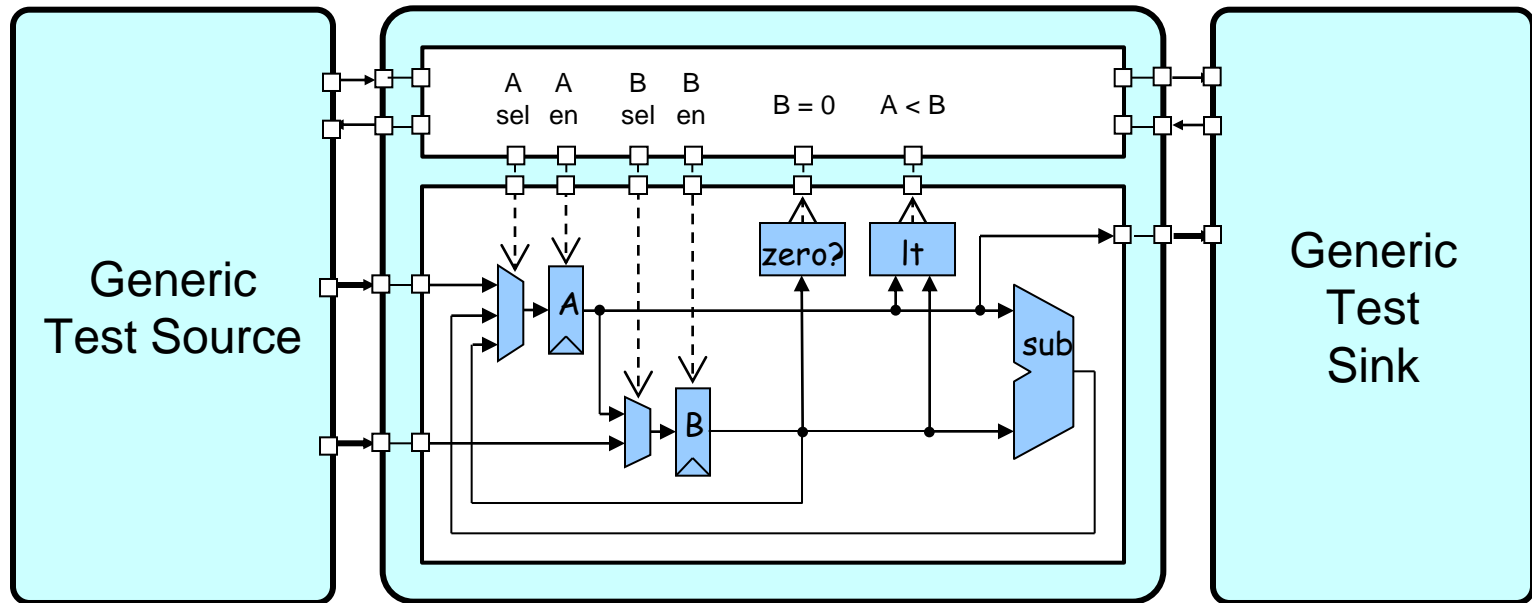 Generic
Test Source
A
sel
A
en
B
sel
B
en
B = 0
A < B
zero?
lt
A
sub
B
Generic
Test
Sink